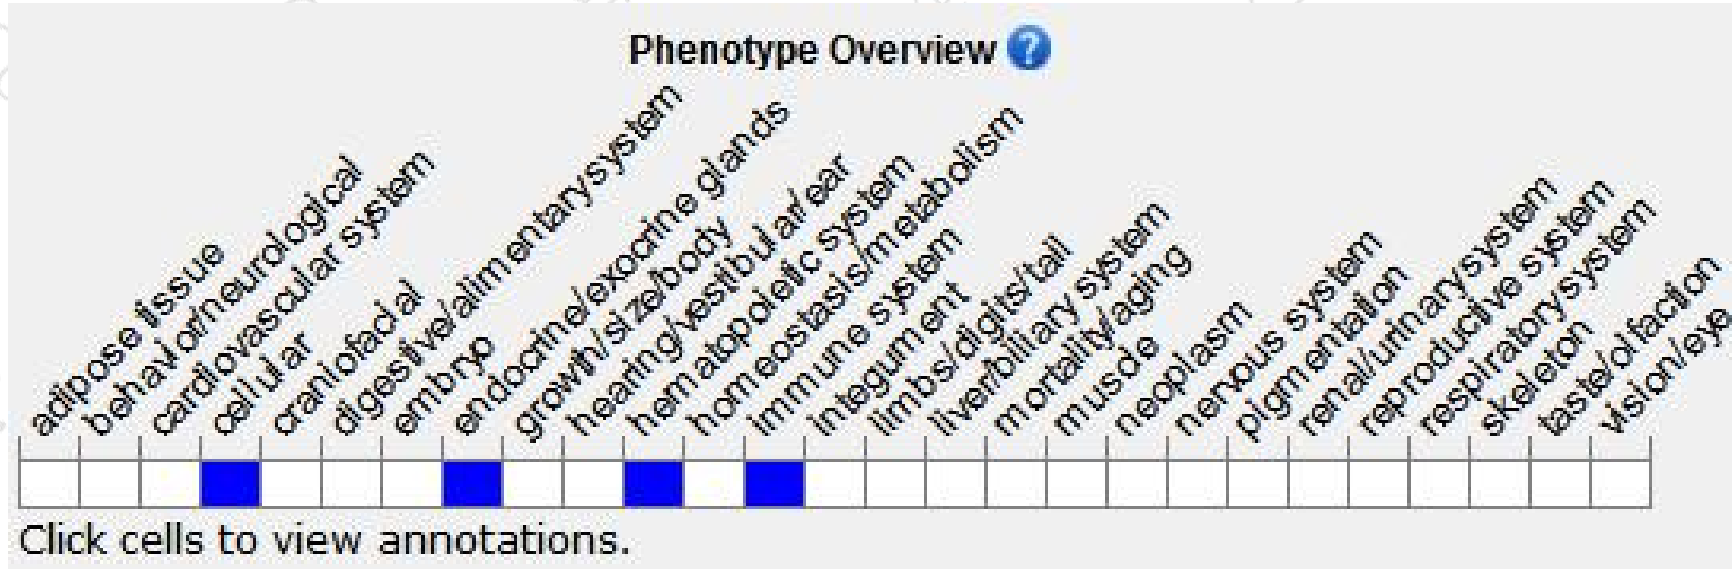 Phenotype Overview ?
adipose tissue
behavior/neurological
cardiovascular system
cellular
craniofacial
digestive/alimentary system
embryo
endocrine/exocrine glands
growth/size/body
hearing/vestibular/ear
hematopoietic system
homeostasis/metabolism
immune system
integument
limbs/digits/tail
liver/biliary system
mortality/aging
muscle
neoplasm
nervous system
pigmentation
renal/urinary system
reproductive system
respiratory system
skeleton
taste/olfaction
vision/eye
Click cells to view annotations.